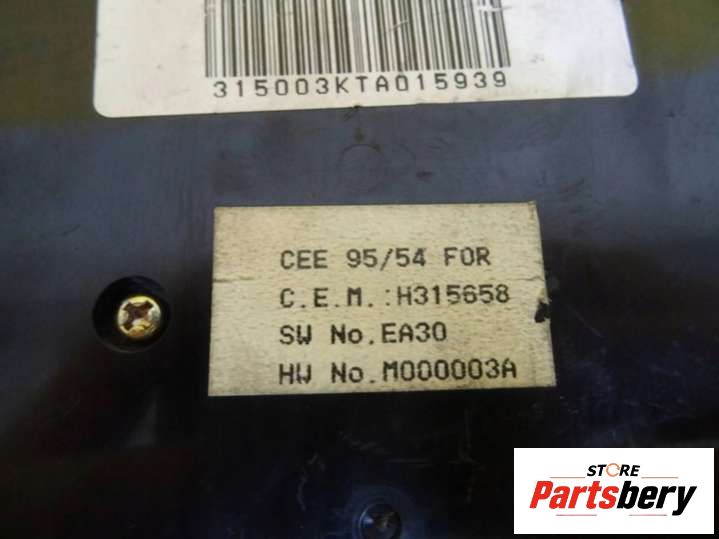 315003KTA015939
CEE 95/54 FOR
C.E.M.:H315658
SW No.EA30
HW No.M000003A
STORE
Partsbery